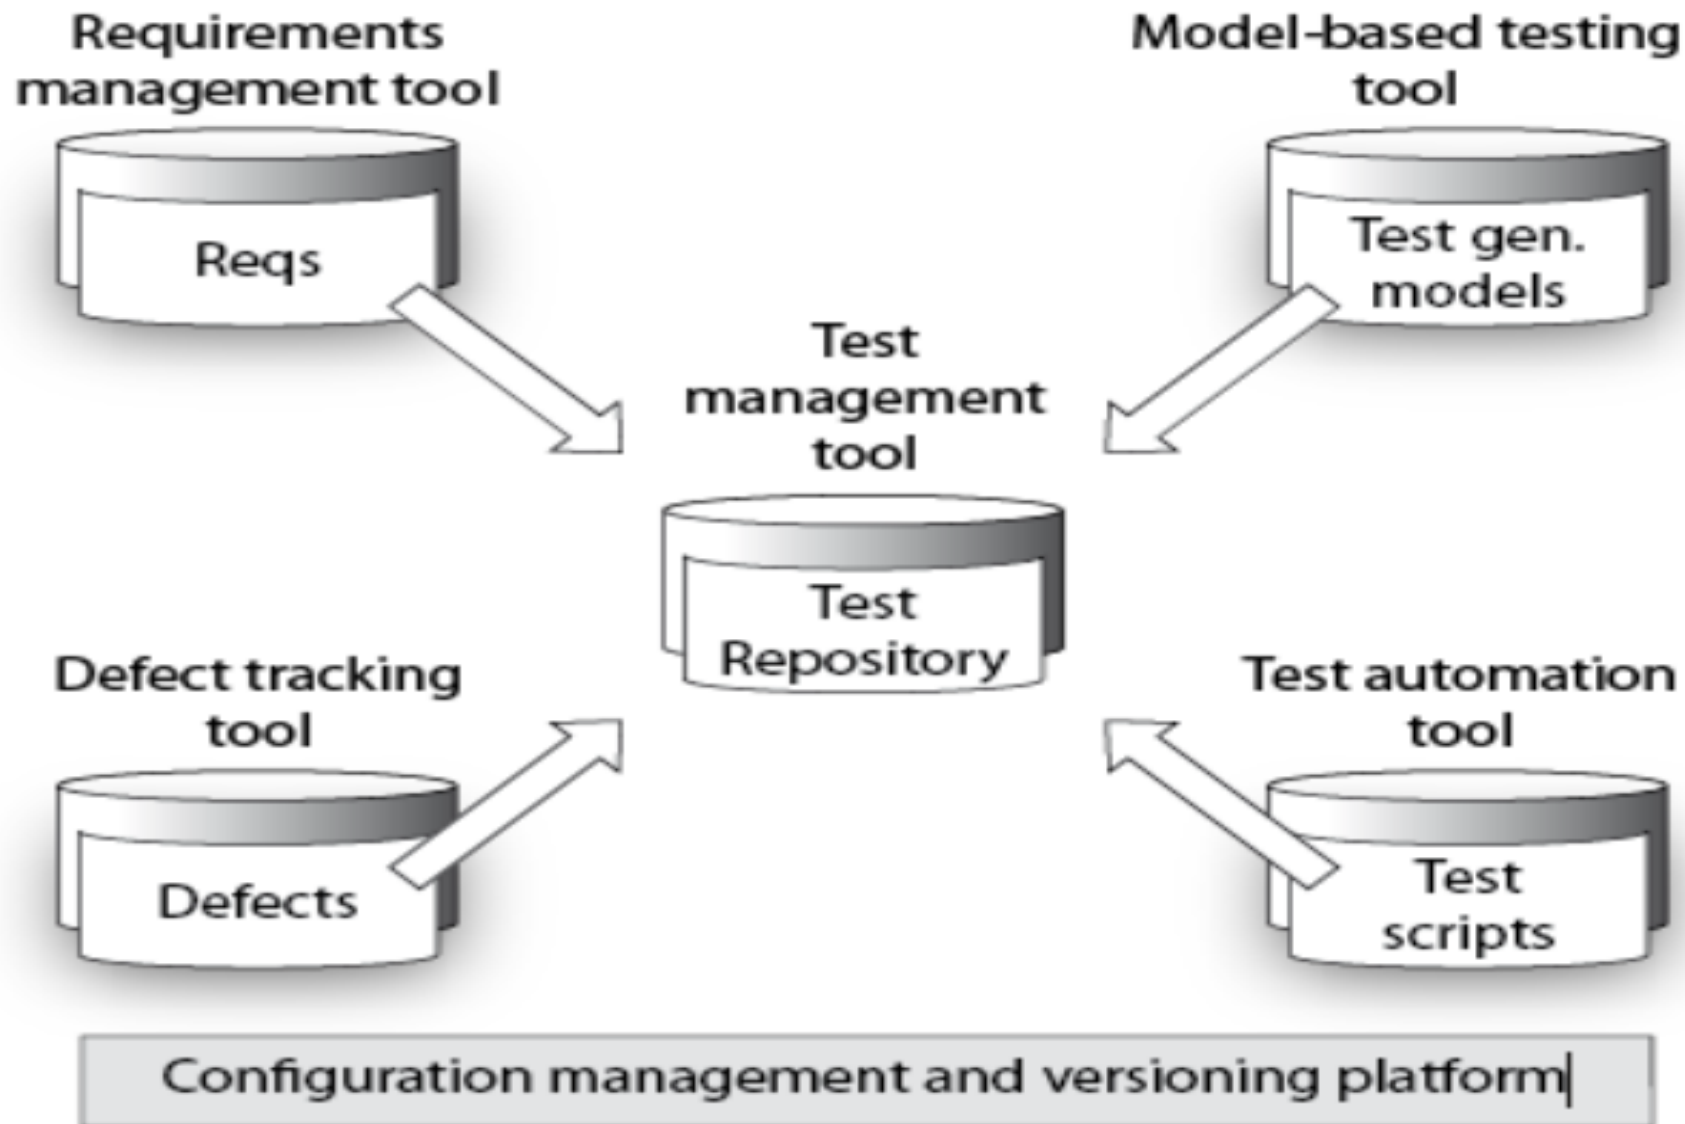 Requirements
management tool
Reqs
Model-based testing
tool
Test gen.
models
Test
management
tool
Test
Repository
Defect tracking
tool
Defects
Test automation
tool
Test
scripts
Configuration management and versioning platform